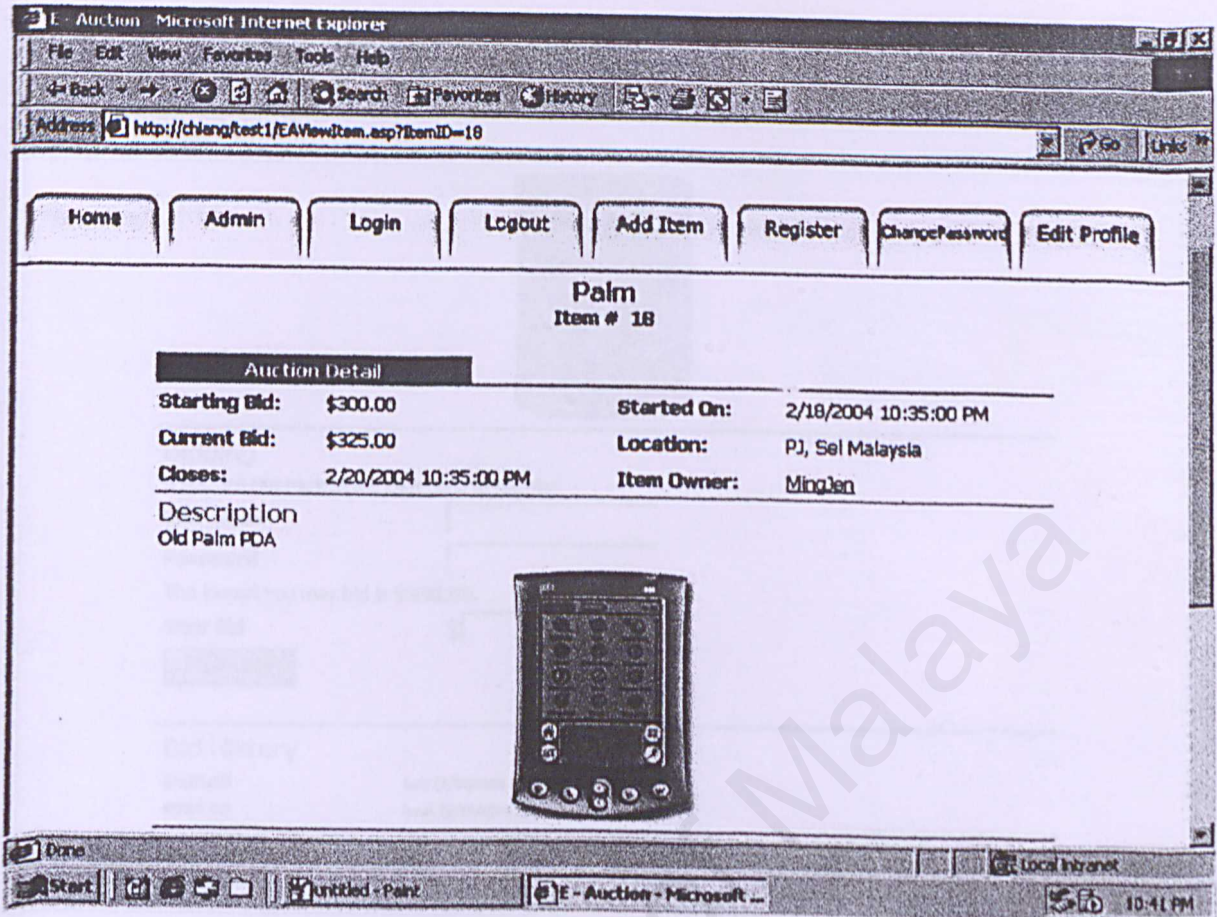 E - Auction - Microsoft Internet Explorer
File Edit View Favorites Tools Help
Back Search Favorites History
Address http://chiang/test1/EAViewItem.asp?ItemID=18 Go Links »
Home Admin Login Logout Add Item Register ChangePassword Edit Profile
Palm
Item # 18
Auction Detail
Starting Bid: $300.00 Started On: 2/18/2004 10:35:00 PM
Current Bid: $325.00 Location: PJ, Sel Malaysia
Closes: 2/20/2004 10:35:00 PM Item Owner: MingJen
Description
Old Palm PDA
Malaya
Done Local intranet
Start untitled - Paint E - Auction - Microsoft ... 10:41 PM